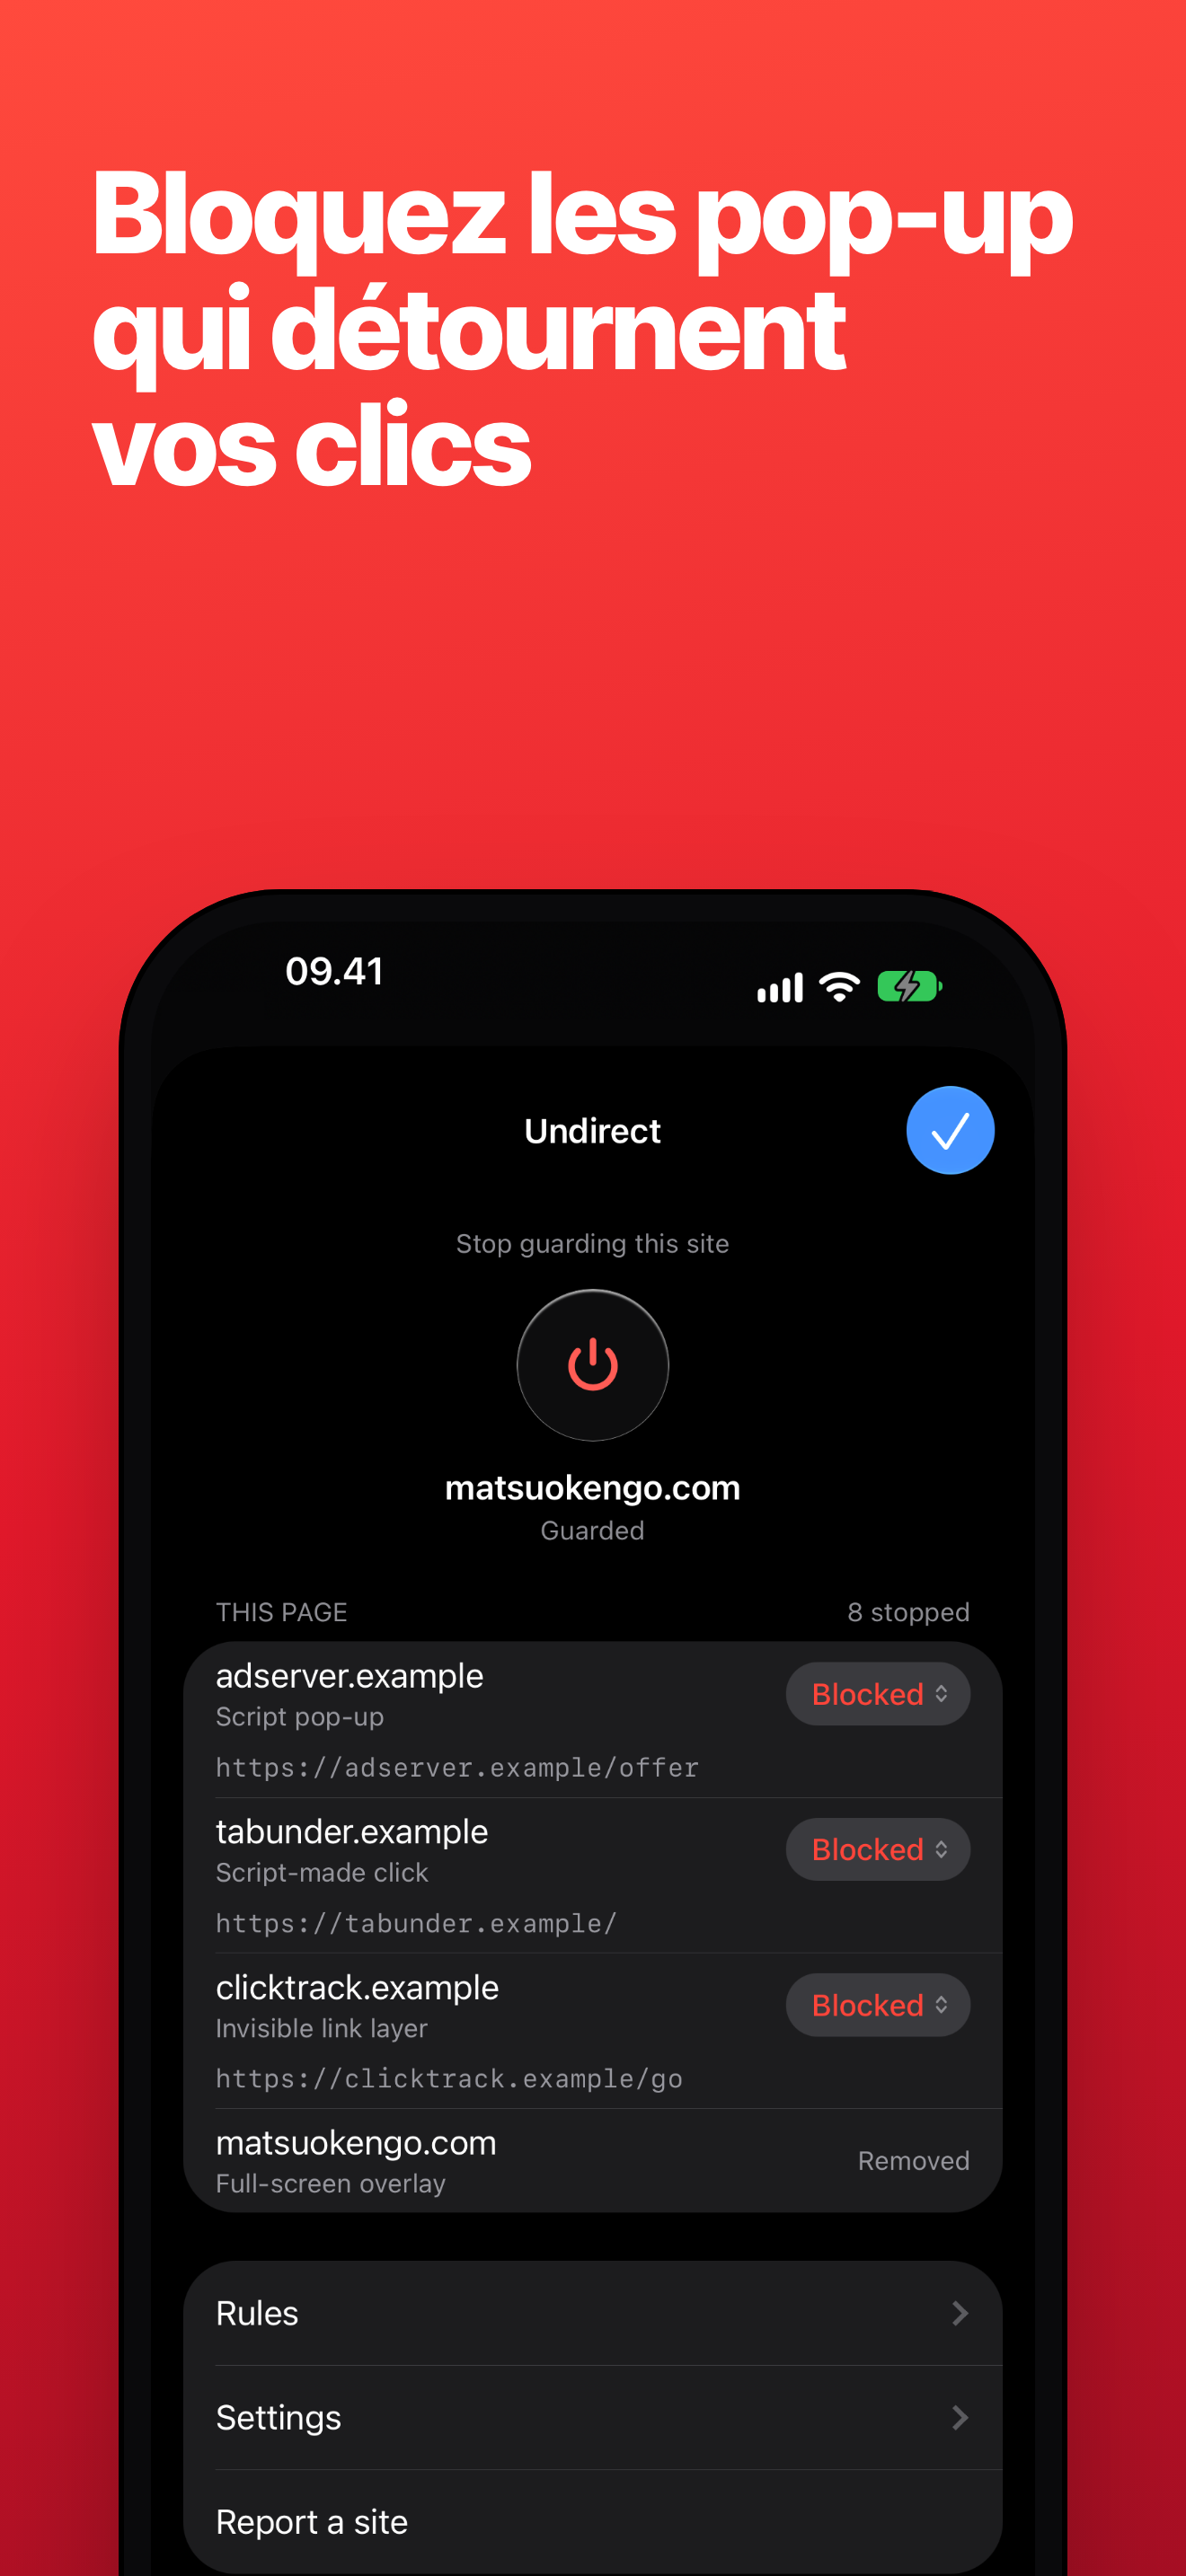 Bloquez les pop-up
qui détournent
vos clics
09.41
Undirect
Stop guarding this site
matsuokengo.com
Guarded
THIS PAGE
8 stopped
adserver.example
Blocked
Script pop-up
https://adserver.example/offer
tabunder.example
Blocked
Script-made click
https://tabunder.example/
clicktrack.example
Blocked
Invisible link layer
https://clicktrack.example/go
matsuokengo.com
Removed
Full-screen overlay
Rules
Settings
Report a site